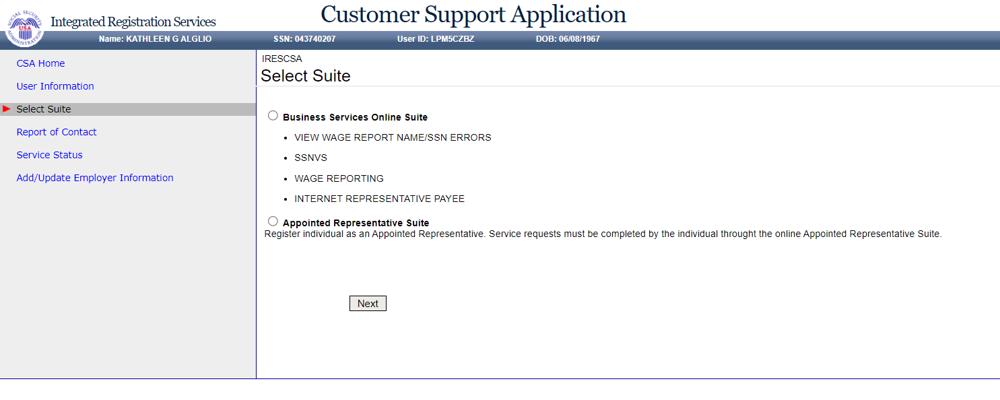 Customer Support Application
SOCIAL SECURITY ADMINISTRATION
USA
Integrated Registration Services
Name: KATHLEEN G ALGLIO SSN: 043740207 User ID: LPM5CZBZ DOB: 06/08/1967
CSA Home
User Information
Select Suite
Report of Contact
Service Status
Add/Update Employer Information
IRESCSA
Select Suite
Business Services Online Suite
• VIEW WAGE REPORT NAME/SSN ERRORS
• SSNVS
• WAGE REPORTING
• INTERNET REPRESENTATIVE PAYEE
Appointed Representative Suite
Register individual as an Appointed Representative. Service requests must be completed by the individual throught the online Appointed Representative Suite.
Next